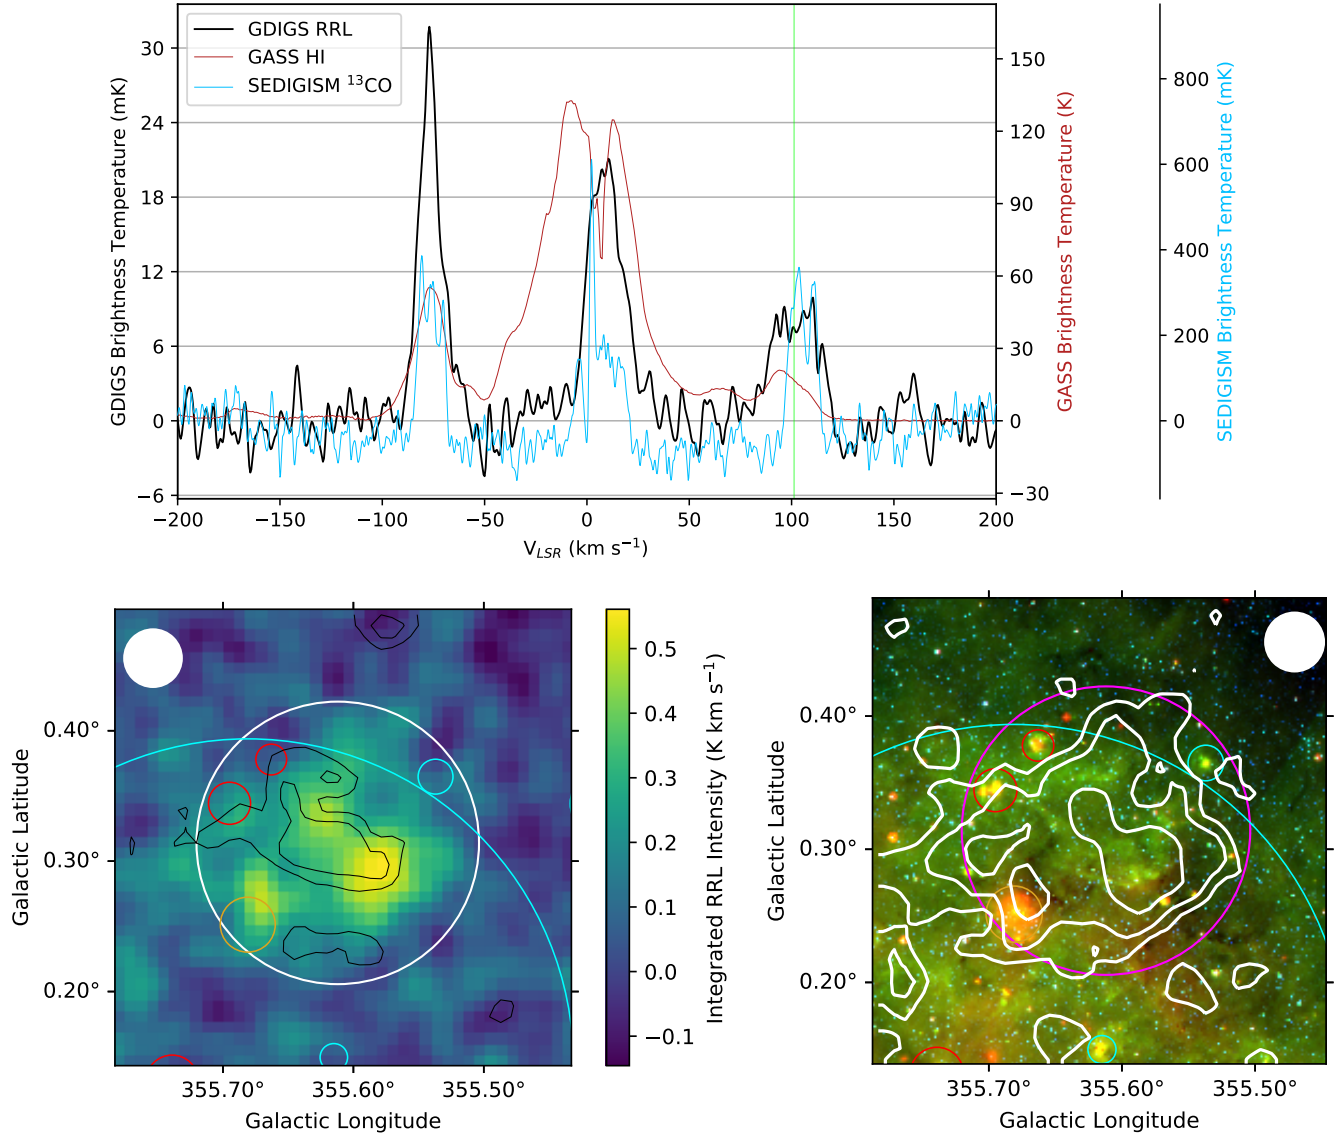 GDIGS RRL
GASS HI
SEDIGISM ¹³CO
30
24
18
12
6
0
−6
GDIGS Brightness Temperature (mK)
150
120
90
60
30
0
−30
GASS Brightness Temperature (K)
800
600
400
200
0
SEDIGISM Brightness Temperature (mK)
−200 −150 −100 −50 0 50 100 150 200
V_LSR (km s⁻¹)
0.40°
0.30°
0.20°
Galactic Latitude
355.70° 355.60° 355.50°
Galactic Longitude
0.5
0.4
0.3
0.2
0.1
0.0
−0.1
Integrated RRL Intensity (K km s⁻¹)
0.40°
0.30°
0.20°
Galactic Latitude
355.70° 355.60° 355.50°
Galactic Longitude